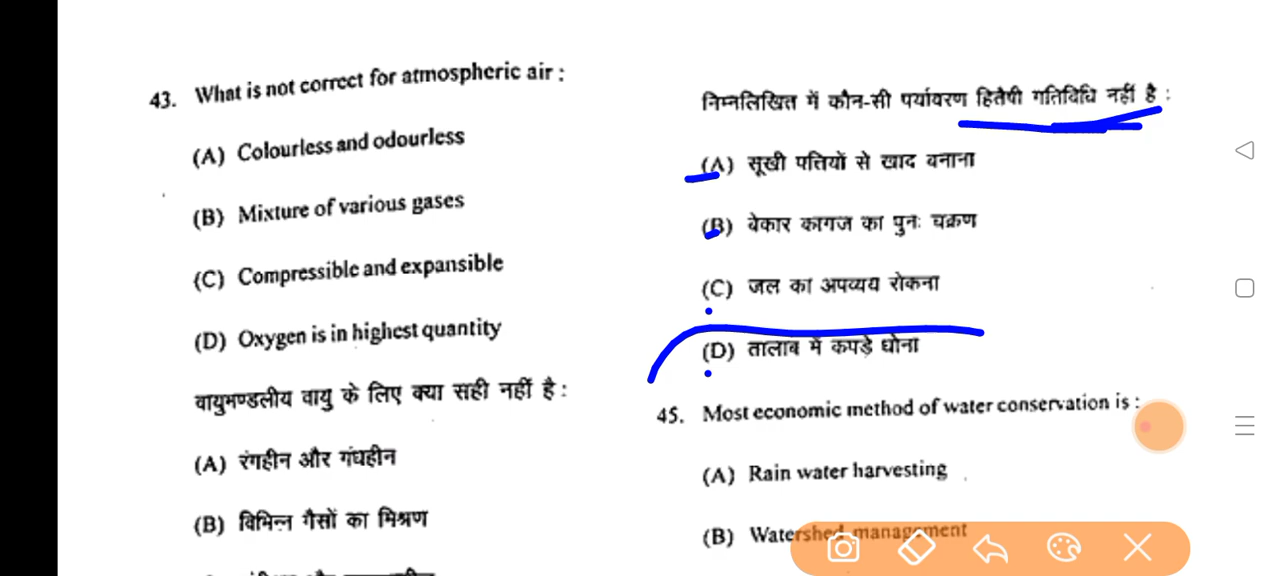 43. What is not correct for atmospheric air :
(A) Colourless and odourless
(B) Mixture of various gases
(C) Compressible and expansible
(D) Oxygen is in highest quantity
वायुमण्डलीय वायु के लिए क्या सही नहीं है :
(A) रंगहीन और गंधहीन
(B) विभिन्न गैसों का मिश्रण
निम्नलिखित में कौन-सी पर्यावरण हितैषी गतिविधि नहीं है :
(A) सूखी पत्तियों से खाद बनाना
(B) बेकार कागज का पुनः चक्रण
(C) जल का अपव्यय रोकना
(D) तालाब में कपड़े धोना
45. Most economic method of water conservation is :
(A) Rain water harvesting
(B) Watershed management